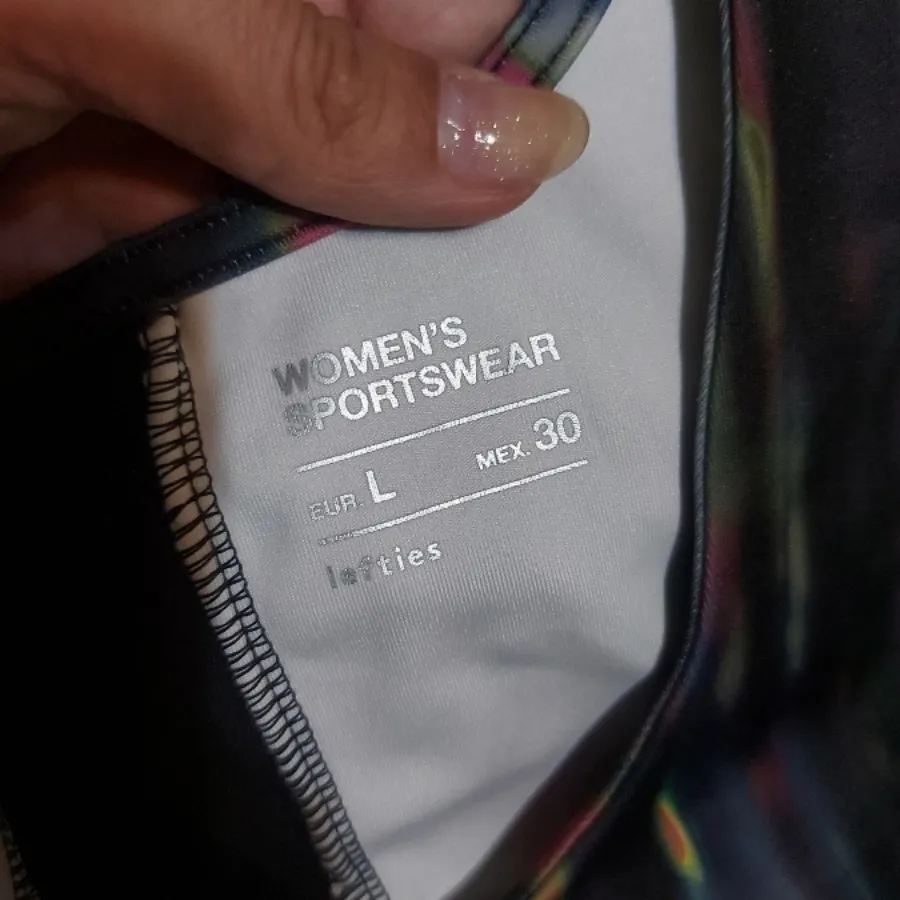 WOMEN'S
SPORTSWEAR
EUR. L MEX. 30
lefties